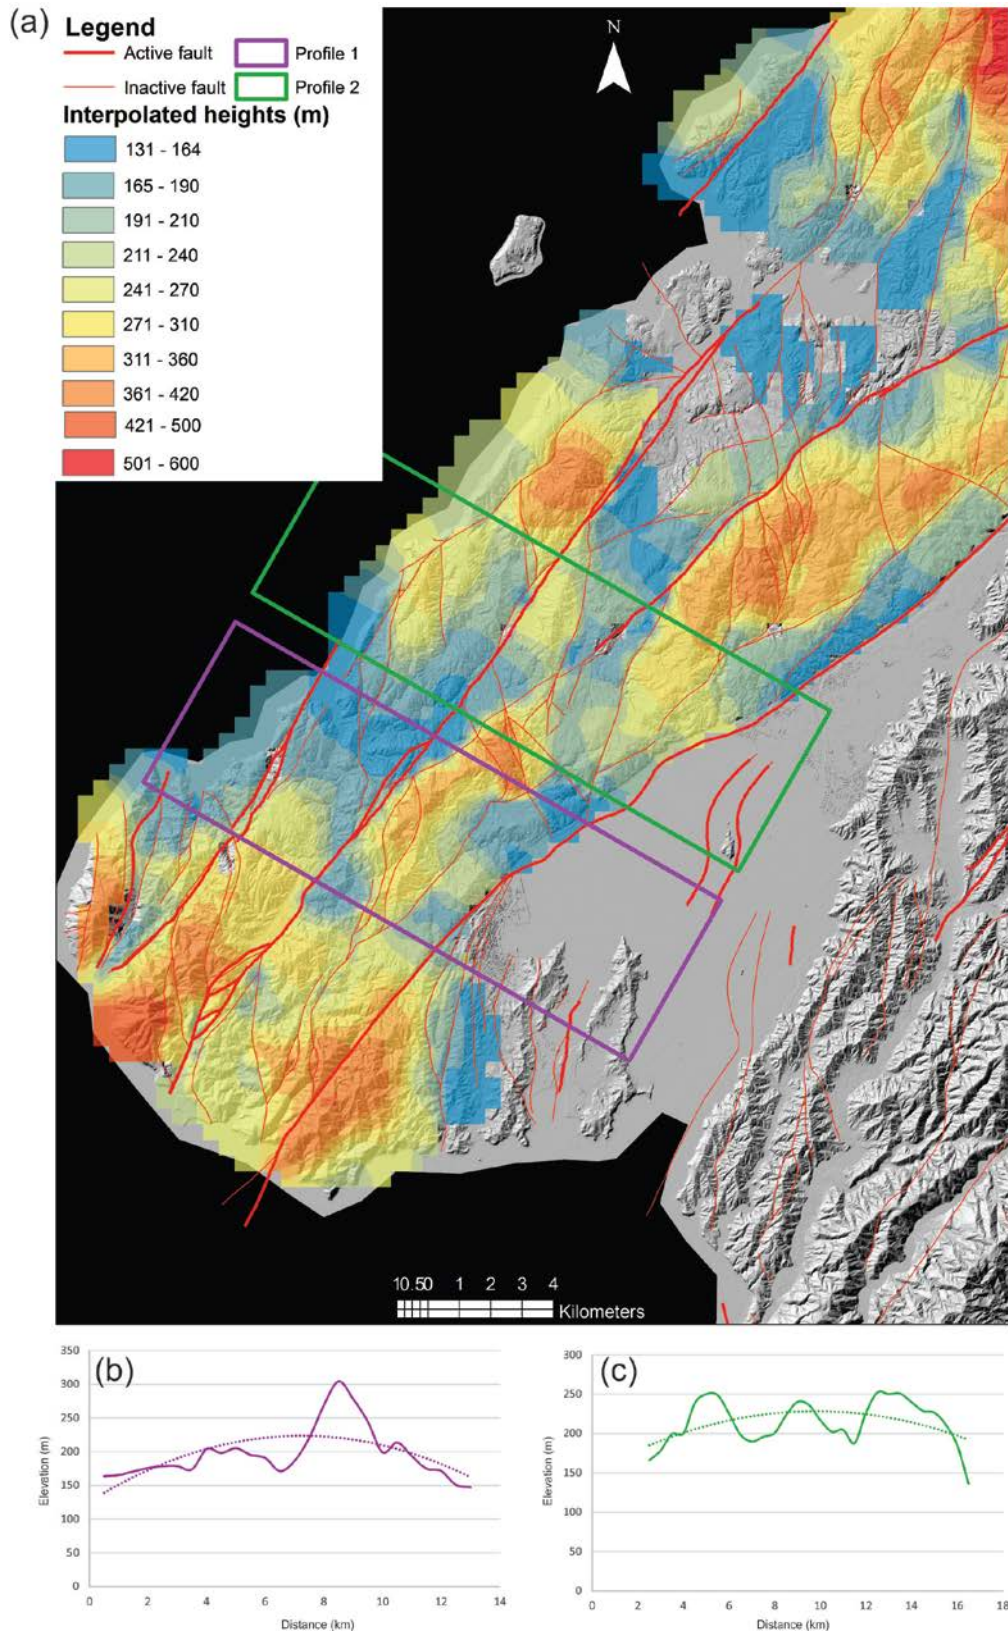 (a)
Legend
Active fault
Profile 1
Inactive fault
Profile 2
Interpolated heights (m)
131 - 164
165 - 190
191 - 210
211 - 240
241 - 270
271 - 310
311 - 360
361 - 420
421 - 500
501 - 600
N
10.50 1 2 3 4
Kilometers
(b)
350
300
250
200
150
100
50
0
Elevation (m)
0 2 4 6 8 10 12 14
Distance (km)
(c)
300
250
200
150
100
50
0
Elevation (m)
0 2 4 6 8 10 12 14 16 18
Distance (km)